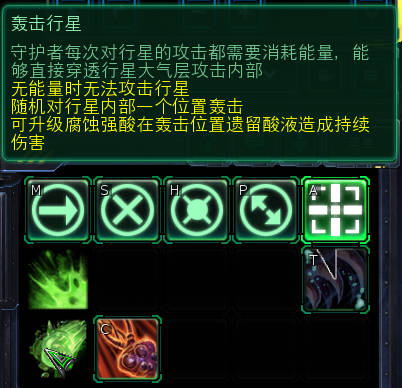 轰击行星
守护者每次对行星的攻击都需要消耗能量，能
够直接穿透行星大气层攻击内部
无能量时无法攻击行星
随机对行星内部一个位置轰击
可升级腐蚀强酸在轰击位置遗留酸液造成持续
伤害
M S H P A
T
C